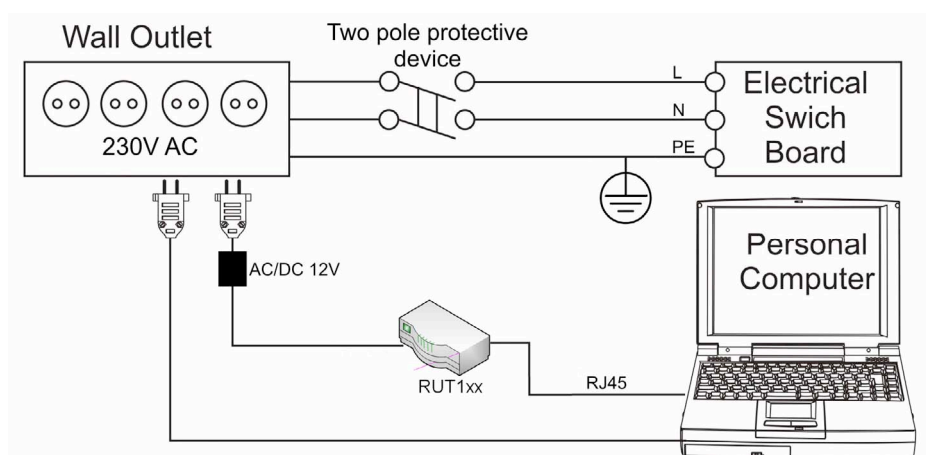 Wall Outlet
Two pole protective
device
230V AC
L
N
PE
Electrical
Swich
Board
AC/DC 12V
RUT1xx
RJ45
Personal
Computer